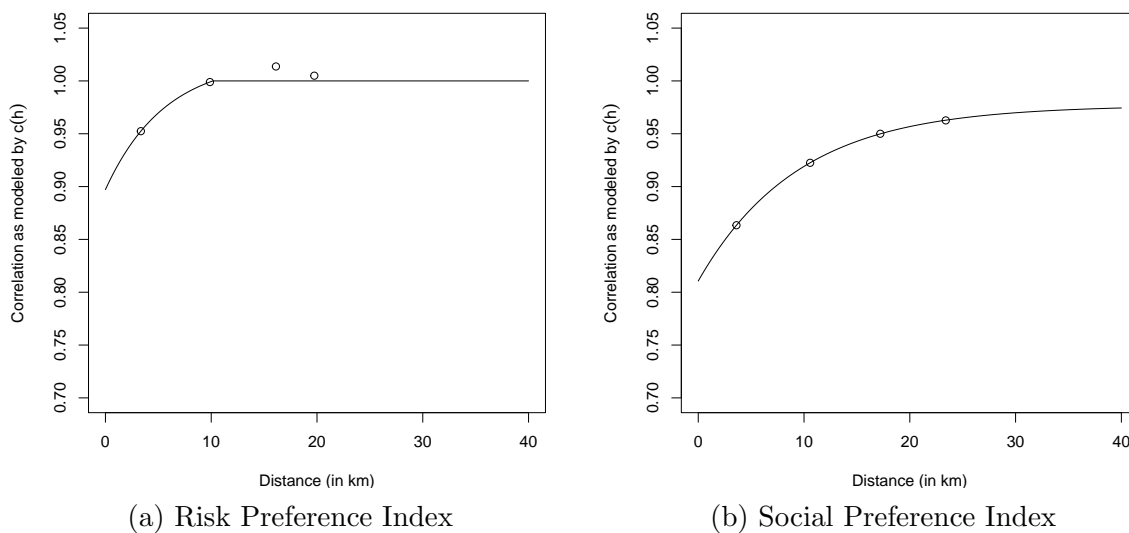 Correlation as modeled by c(h)
1.05
1.00
0.95
0.90
0.85
0.80
0.75
0.70
0 10 20 30 40
Distance (in km)
(a) Risk Preference Index
Correlation as modeled by c(h)
1.05
1.00
0.95
0.90
0.85
0.80
0.75
0.70
0 10 20 30 40
Distance (in km)
(b) Social Preference Index